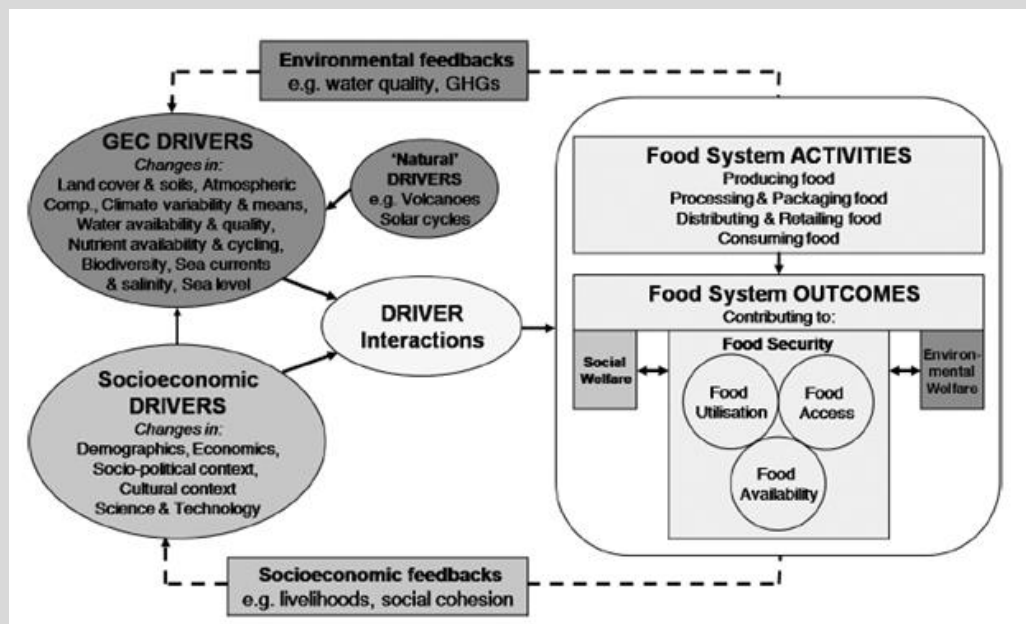 Environmental feedbacks
e.g. water quality, GHGs
GEC DRIVERS
Changes in:
Land cover & soils, Atmospheric
Comp., Climate variability & means,
Water availability & quality,
Nutrient availability & cycling,
Biodiversity, Sea currents
& salinity, Sea level
'Natural'
DRIVERS
e.g. Volcanoes
Solar cycles
DRIVER
Interactions
Socioeconomic
DRIVERS
Changes in:
Demographics, Economics,
Socio-political context,
Cultural context
Science & Technology
Socioeconomic feedbacks
e.g. livelihoods, social cohesion
Food System ACTIVITIES
Producing food
Processing & Packaging food
Distributing & Retailing food
Consuming food
Food System OUTCOMES
Contributing to:
Social
Welfare
Food Security
Food
Utilisation
Food
Access
Food
Availability
Environ-
mental
Welfare